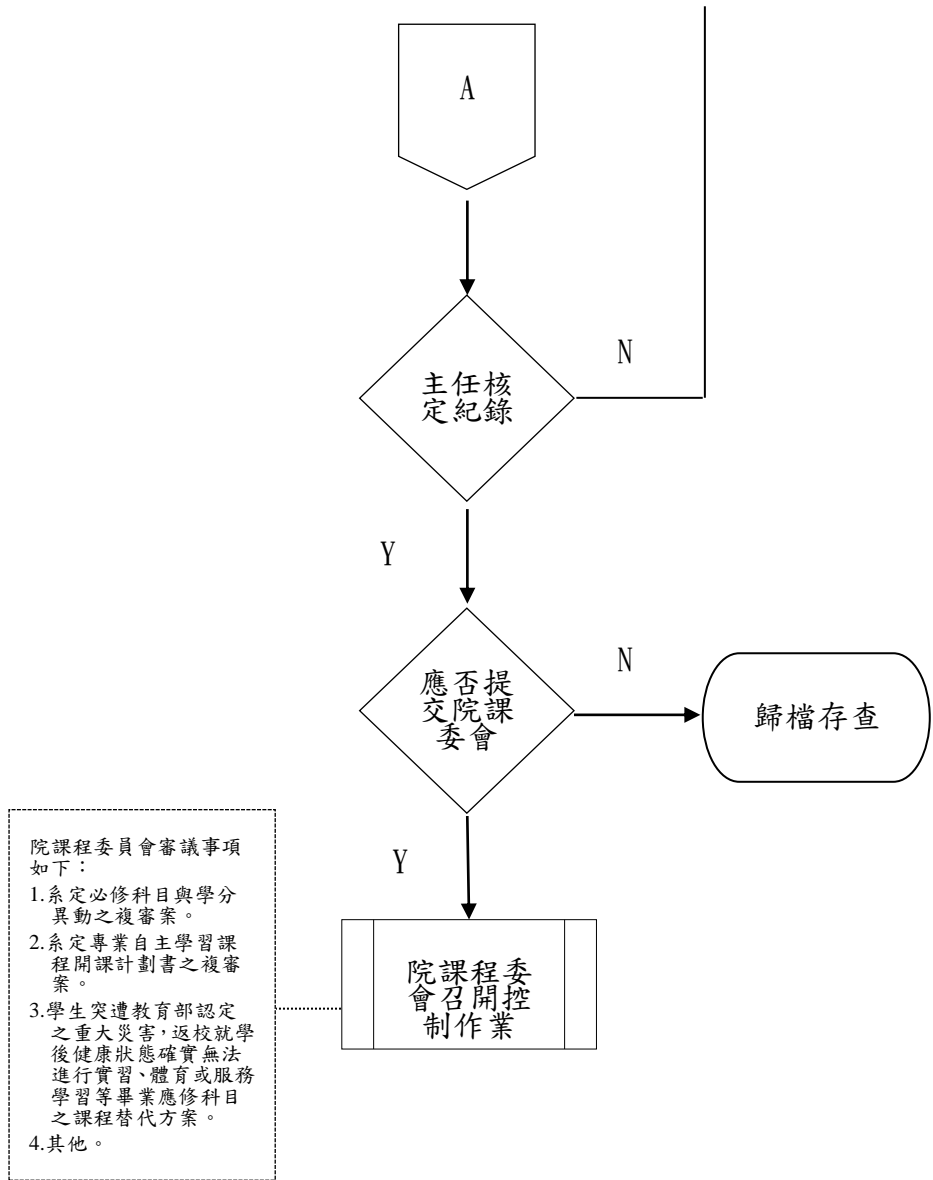 A
主任核
定紀錄
N
Y
應否提
交院課
委會
N
歸檔存查
Y
院課程委員會審議事項
如下：
1.系定必修科目與學分
異動之複審案。
2.系定專業自主學習課
程開課計劃書之複審
案。
3.學生突遭教育部認定
之重大災害，返校就學
後健康狀態確實無法
進行實習、體育或服務
學習等畢業應修科目
之課程替代方案。
4.其他。
院課程委
會召開控
制作業